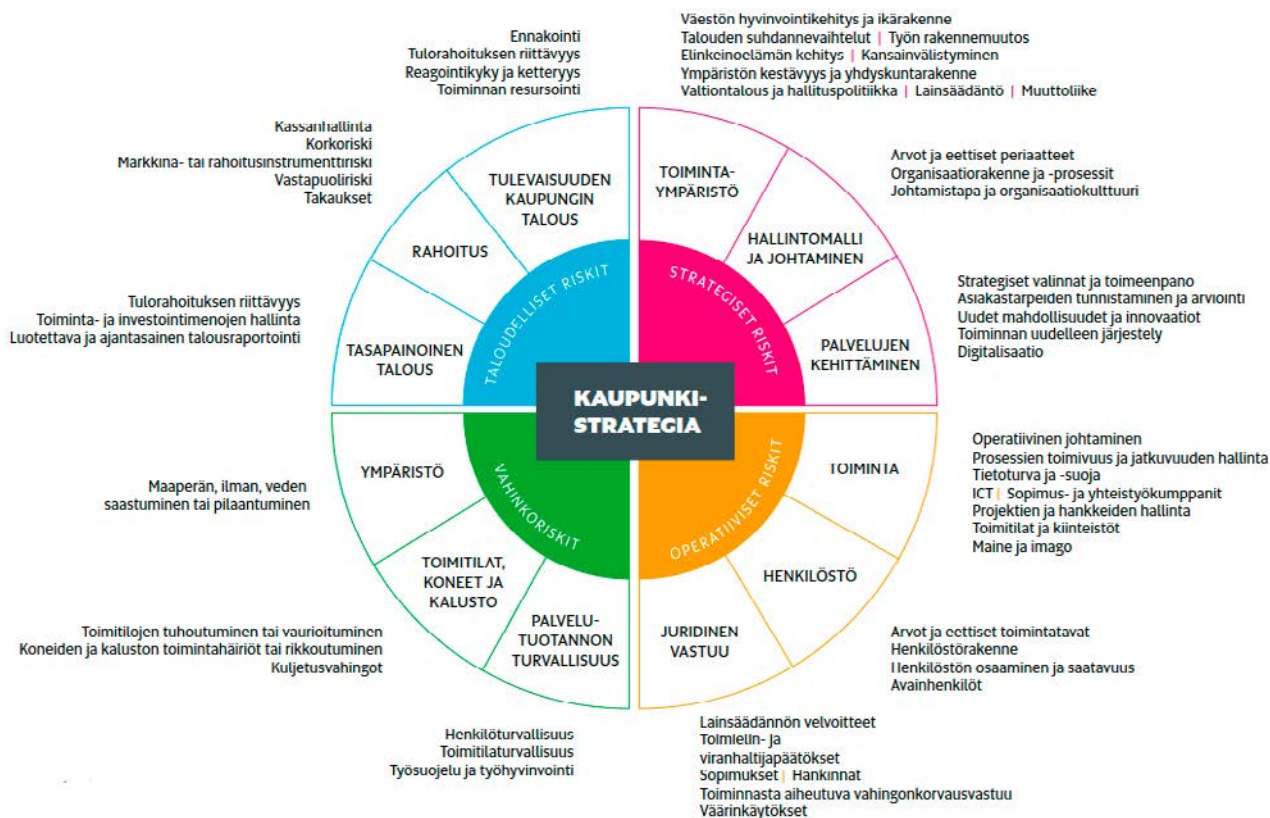 Ennakointi
Tulorahoituksen riittävyys
Reagointikyky ja ketteryys
Toiminnan resursointi
Väestön hyvinvointikehitys ja ikärakenne
Talouden suhdannevaihtelut | Työn rakennemuutos
Elinkeinoelämän kehitys | Kansainvälistyminen
Ympäristön kestävyys ja yhdyskuntarakenne
Valtiontalous ja hallituspolitiikka | Lainsäädäntö | Muuttoliike
Kassanhallinta
Korkoriski
Markkina- tai rahoitusinstrumenttiriski
Vastapuoliriski
Takaukset
Arvot ja eettiset periaatteet
Organisaatiorakenne ja -prosessit
Johtamistapa ja organisaatiokulttuuri
TULEVAISUUDEN
KAUPUNGIN
TALOUS
RAHOITUS
TASAPAINOINEN
TALOUS
TOIMINTA-
YMPÄRISTÖ
HALLINTOMALLI
JA JOHTAMINEN
PALVELUJEN
KEHITTÄMINEN
TALOUDELLISET RISKIT
STRATEGISET RISKIT
Tulorahoituksen riittävyys
Toiminta- ja investointimenojen hallinta
Luotettava ja ajantasainen talousraportointi
Strategiset valinnat ja toimeenpano
Asiakastarpeiden tunnistaminen ja arviointi
Uudet mahdollisuudet ja innovaatiot
Toiminnan uudelleen järjestely
Digitalisaatio
KAUPUNKI-
STRATEGIA
VAHINKORISKIT
OPERATIIVISET RISKIT
YMPÄRISTÖ
TOIMITILAT,
KONEET JA
KALUSTO
PALVELU-
TUOTANNON
TURVALLISUUS
TOIMINTA
HENKILÖSTÖ
JURIDINEN
VASTUU
Maaperän, ilman, veden
saastuminen tai pilaantuminen
Operatiivinen johtaminen
Prosessien toimivuus ja jatkuvuuden hallinta
Tietoturva ja -suoja
ICT | Sopimus- ja yhteistyökumppanit
Projektien ja hankkeiden hallinta
Toimitilat ja kiinteistöt
Maine ja imago
Toimitilojen tuhoutuminen tai vaurioituminen
Koneiden ja kaluston toimintahäiriöt tai rikkoutuminen
Kuljetusvahingot
Arvot ja eettiset toimintatavat
Henkilöstörakenne
Henkilöstön osaaminen ja saatavuus
Avainhenkilöt
Henkilöturvallisuus
Toimitilaturvallisuus
Työsuojelu ja työhyvinvointi
Lainsäädännön velvoitteet
Toimielin- ja
viranhaltijapäätökset
Sopimukset | Hankinnat
Toiminnasta aiheutuva vahingonkorvausvastuu
Väärinkäytökset